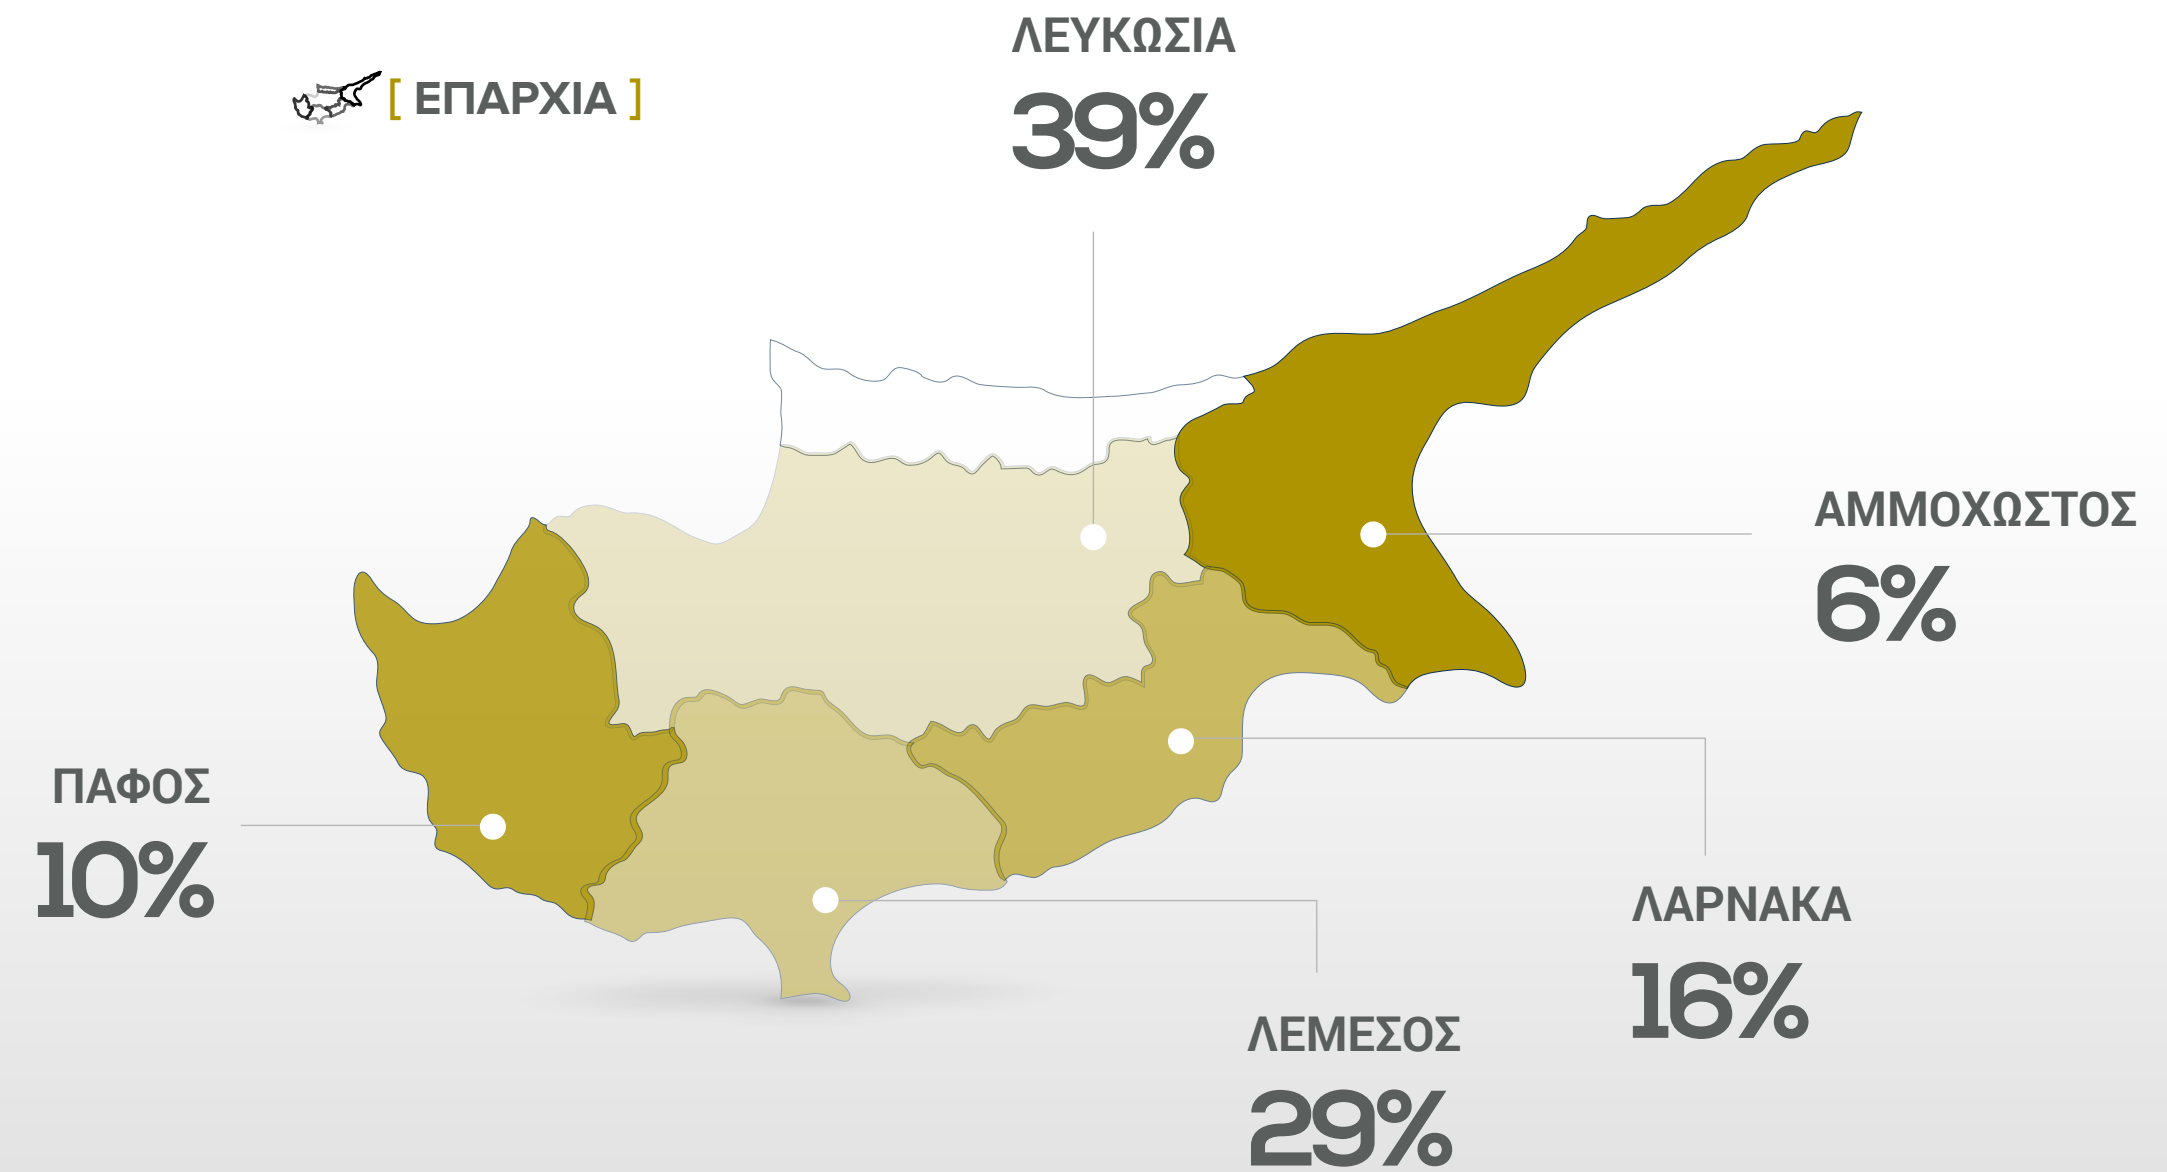 ΛΕΥΚΩΣΙΑ
39%
[ ΕΠΑΡΧΙΑ ]
ΑΜΜΟΧΩΣΤΟΣ
6%
ΠΑΦΟΣ
10%
ΛΑΡΝΑΚΑ
16%
ΛΕΜΕΣΟΣ
29%